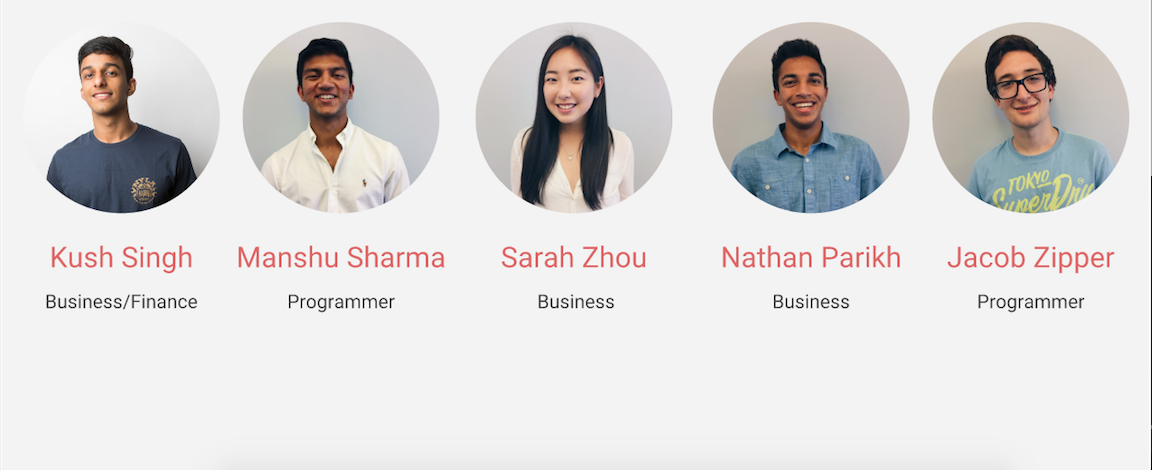 Kush Singh
Business/Finance
Manshu Sharma
Programmer
Sarah Zhou
Business
Nathan Parikh
Business
Jacob Zipper
Programmer
TOKYO
SuperDry